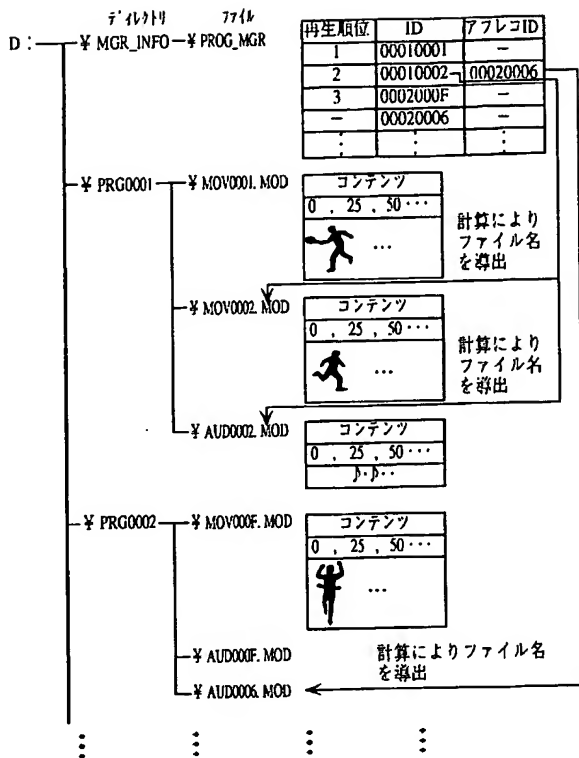 ディレクトリ ファイル
D: ¥ MGR_INFO ¥ PROG_MGR
再生順位 ID アフレコID
1 00010001 —
2 00010002 00020006
3 0002000F —
— 00020006 —
¥ PRG0001 ¥ MOV0001. MOD
コンテンツ
0 , 25 , 50 ···
...
計算により
ファイル名
を導出
¥ MOV0002. MOD
コンテンツ
0 , 25 , 50 ···
...
計算により
ファイル名
を導出
¥ AUD0002. MOD
コンテンツ
0 , 25 , 50 ···
♪·♪··
¥ PRG0002 ¥ MOV000F. MOD
コンテンツ
0 , 25 , 50 ···
...
¥ AUD000F. MOD
計算によりファイル名
を導出
¥ AUD0006. MOD